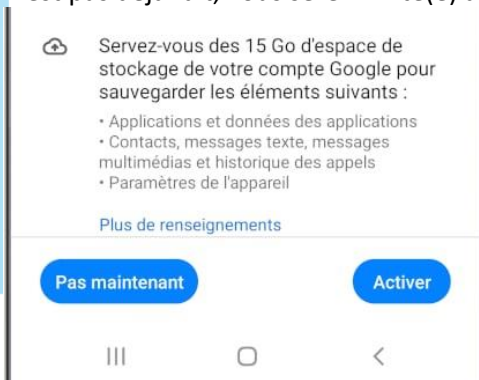 Servez-vous des 15 Go d'espace de
stockage de votre compte Google pour
sauvegarder les éléments suivants :
• Applications et données des applications
• Contacts, messages texte, messages
multimédias et historique des appels
• Paramètres de l'appareil
Plus de renseignements
Pas maintenant
Activer